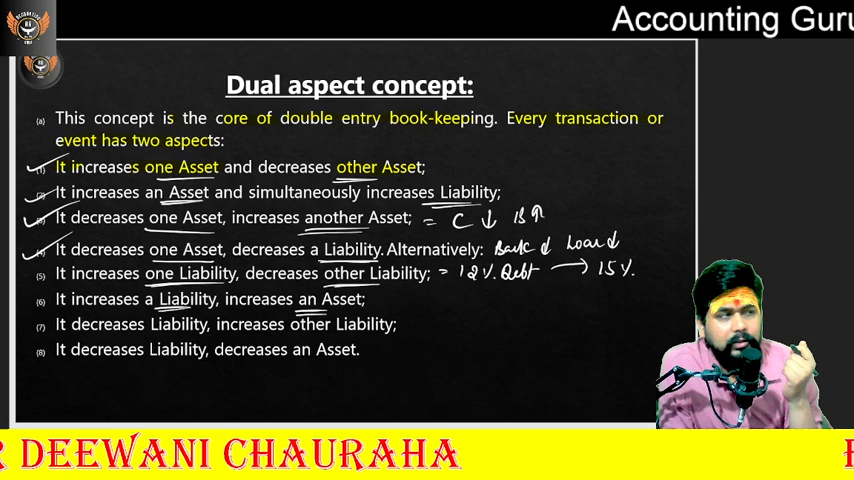 Accounting Guru
Dual aspect concept:
(a) This concept is the core of double entry book-keeping. Every transaction or
event has two aspects:
(1) It increases one Asset and decreases other Asset;
(2) It increases an Asset and simultaneously increases Liability;
(3) It decreases one Asset, increases another Asset; = C ↓ B ↑
(4) It decreases one Asset, decreases a Liability. Alternatively: Bank ↓ Loan ↓
(5) It increases one Liability, decreases other Liability; = 12%. Debt → 15%.
(6) It increases a Liability, increases an Asset;
(7) It decreases Liability, increases other Liability;
(8) It decreases Liability, decreases an Asset.
R DEEWANI CHAURAHA